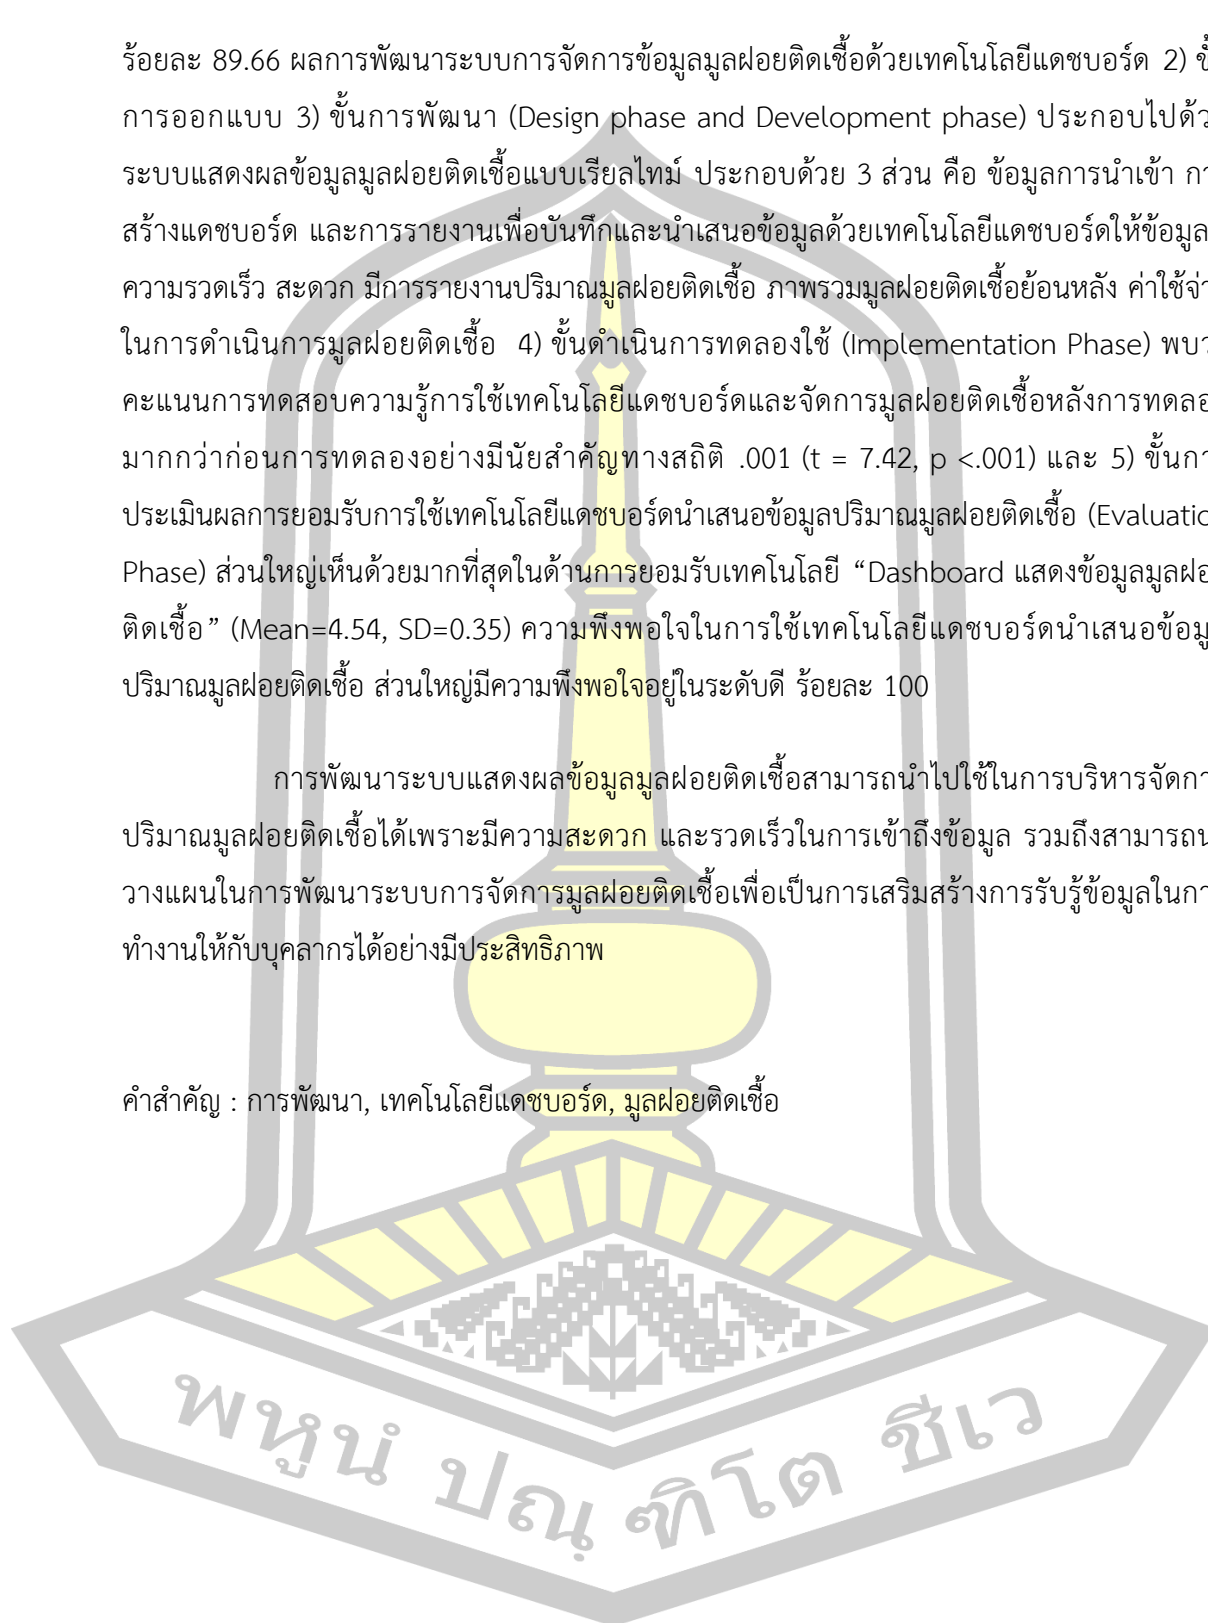 ร้อยละ 89.66 ผลการพัฒนาระบบการจัดการข้อมูลมูลฝอยติดเชื้อด้วยเทคโนโลยีแดชบอร์ด 2)
การออกแบบ 3) ขั้นการพัฒนา (Design phase and Development phase) ประกอบไปด้ว
ระบบแสดงผลข้อมูลมูลฝอยติดเชื้อแบบเรียลไทม์ ประกอบด้วย 3 ส่วน คือ ข้อมูลการนำเข้า กา
สร้างแดชบอร์ด และการรายงานเพื่อบันทึกและนำเสนอข้อมูลด้วยเทคโนโลยีแดชบอร์ดให้ข้อมูล
ความรวดเร็ว สะดวก มีการรายงานปริมาณมูลฝอยติดเชื้อ ภาพรวมมูลฝอยติดเชื้อย้อนหลัง ค่าใช้จ่า
ในการดำเนินการมูลฝอยติดเชื้อ 4) ขั้นดำเนินการทดลองใช้ (Implementation Phase) พบว
คะแนนการทดสอบความรู้การใช้เทคโนโลยีแดชบอร์ดและจัดการมูลฝอยติดเชื้อหลังการทดลอ
มากกว่าก่อนการทดลองอย่างมีนัยสำคัญทางสถิติ .001 (t = 7.42, p <.001) และ 5) ขั้นกา
ประเมินผลการยอมรับการใช้เทคโนโลยีแดชบอร์ดนำเสนอข้อมูลปริมาณมูลฝอยติดเชื้อ (Evaluatio
Phase) ส่วนใหญ่เห็นด้วยมากที่สุดในด้านการยอมรับเทคโนโลยี “Dashboard แสดงข้อมูลมูลฝอ
ติดเชื้อ” (Mean=4.54, SD=0.35) ความพึงพอใจในการใช้เทคโนโลยีแดชบอร์ดนำเสนอข้อมู
ปริมาณมูลฝอยติดเชื้อ ส่วนใหญ่มีความพึงพอใจอยู่ในระดับดี ร้อยละ 100
การพัฒนาระบบแสดงผลข้อมูลมูลฝอยติดเชื้อสามารถนำไปใช้ในการบริหารจัดกา
ปริมาณมูลฝอยติดเชื้อได้เพราะมีความสะดวก และรวดเร็วในการเข้าถึงข้อมูล รวมถึงสามารถน
วางแผนในการพัฒนาระบบการจัดการมูลฝอยติดเชื้อเพื่อเป็นการเสริมสร้างการรับรู้ข้อมูลในกา
ทำงานให้กับบุคลากรได้อย่างมีประสิทธิภาพ
คำสำคัญ : การพัฒนา, เทคโนโลยีแดชบอร์ด, มูลฝอยติดเชื้อ
พหูนํ ปณฺ ฑิโต ชีเว